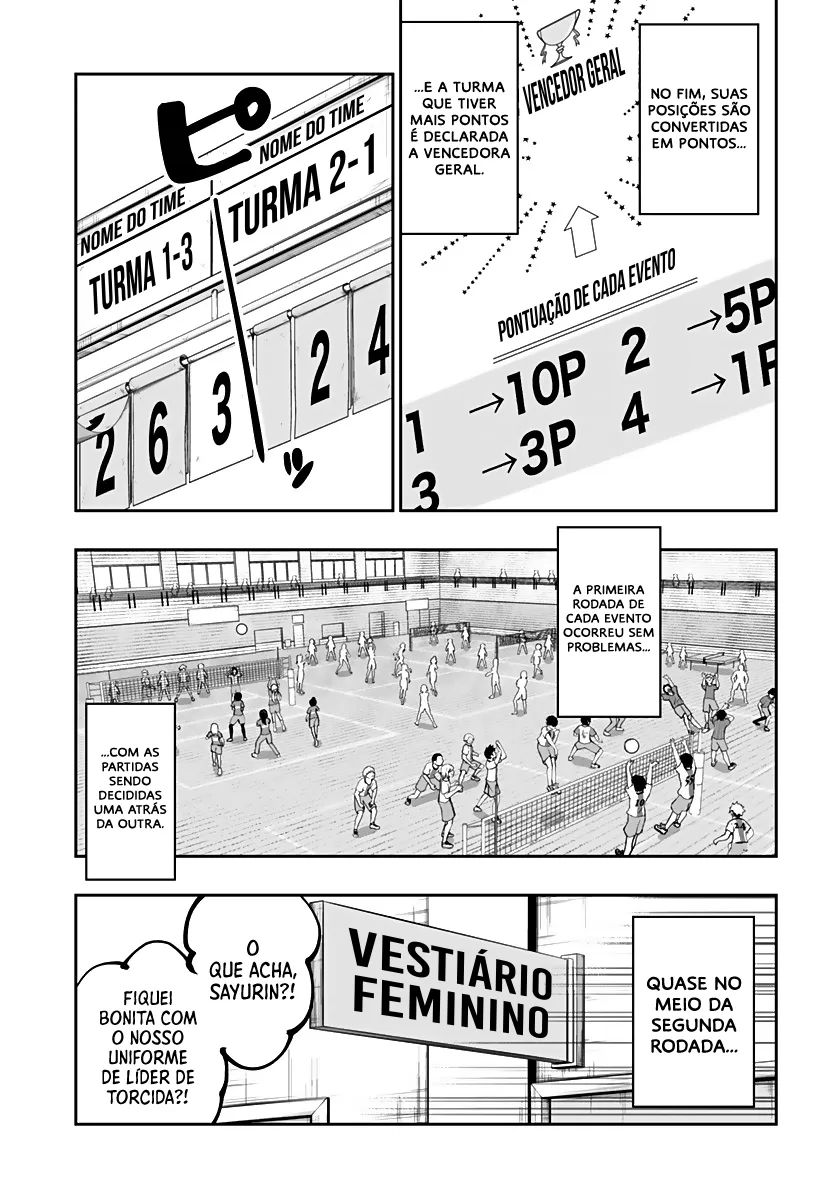 NO FIM, SUAS
POSIÇÕES SÃO
CONVERTIDAS
EM PONTOS...
VENCEDOR GERAL
...E A TURMA
QUE TIVER
MAIS PONTOS
É DECLARADA
A VENCEDORA
GERAL.
PONTUAÇÃO DE CADA EVENTO
1 →10P 2 →5P
3 →3P 4 →1P
ピ
ッ
NOME DO TIME
TURMA 2-1
NOME DO TIME
TURMA 1-3
2 6 3 2 4
A PRIMEIRA
RODADA DE
CADA EVENTO
OCORREU SEM
PROBLEMAS...
...COM AS
PARTIDAS
SENDO
DECIDIDAS
UMA ATRÁS
DA OUTRA.
QUASE NO
MEIO DA
SEGUNDA
RODADA...
VESTIÁRIO
FEMININO
O
QUE ACHA,
SAYURIN?!
FIQUEI
BONITA COM
O NOSSO
UNIFORME
DE LÍDER DE
TORCIDA?!